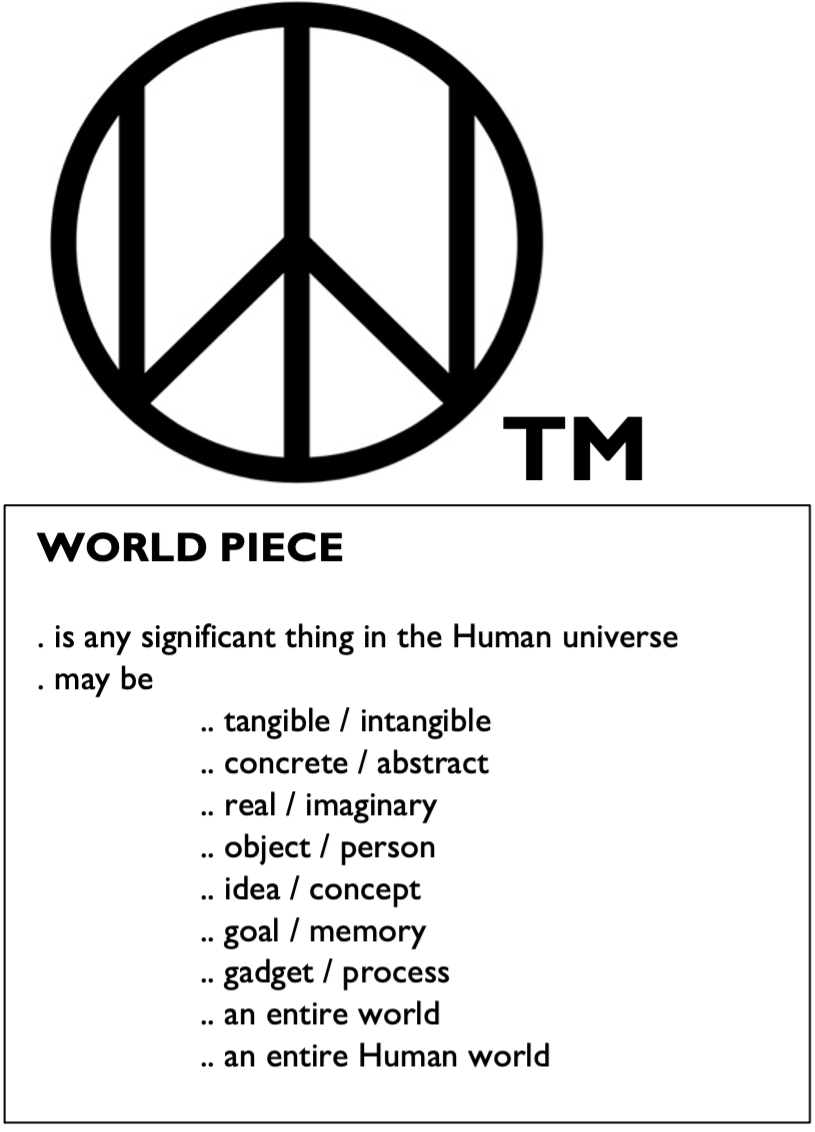 TM
WORLD PIECE
. is any significant thing in the Human universe
. may be
.. tangible / intangible
.. concrete / abstract
.. real / imaginary
.. object / person
.. idea / concept
.. goal / memory
.. gadget / process
.. an entire world
.. an entire Human world